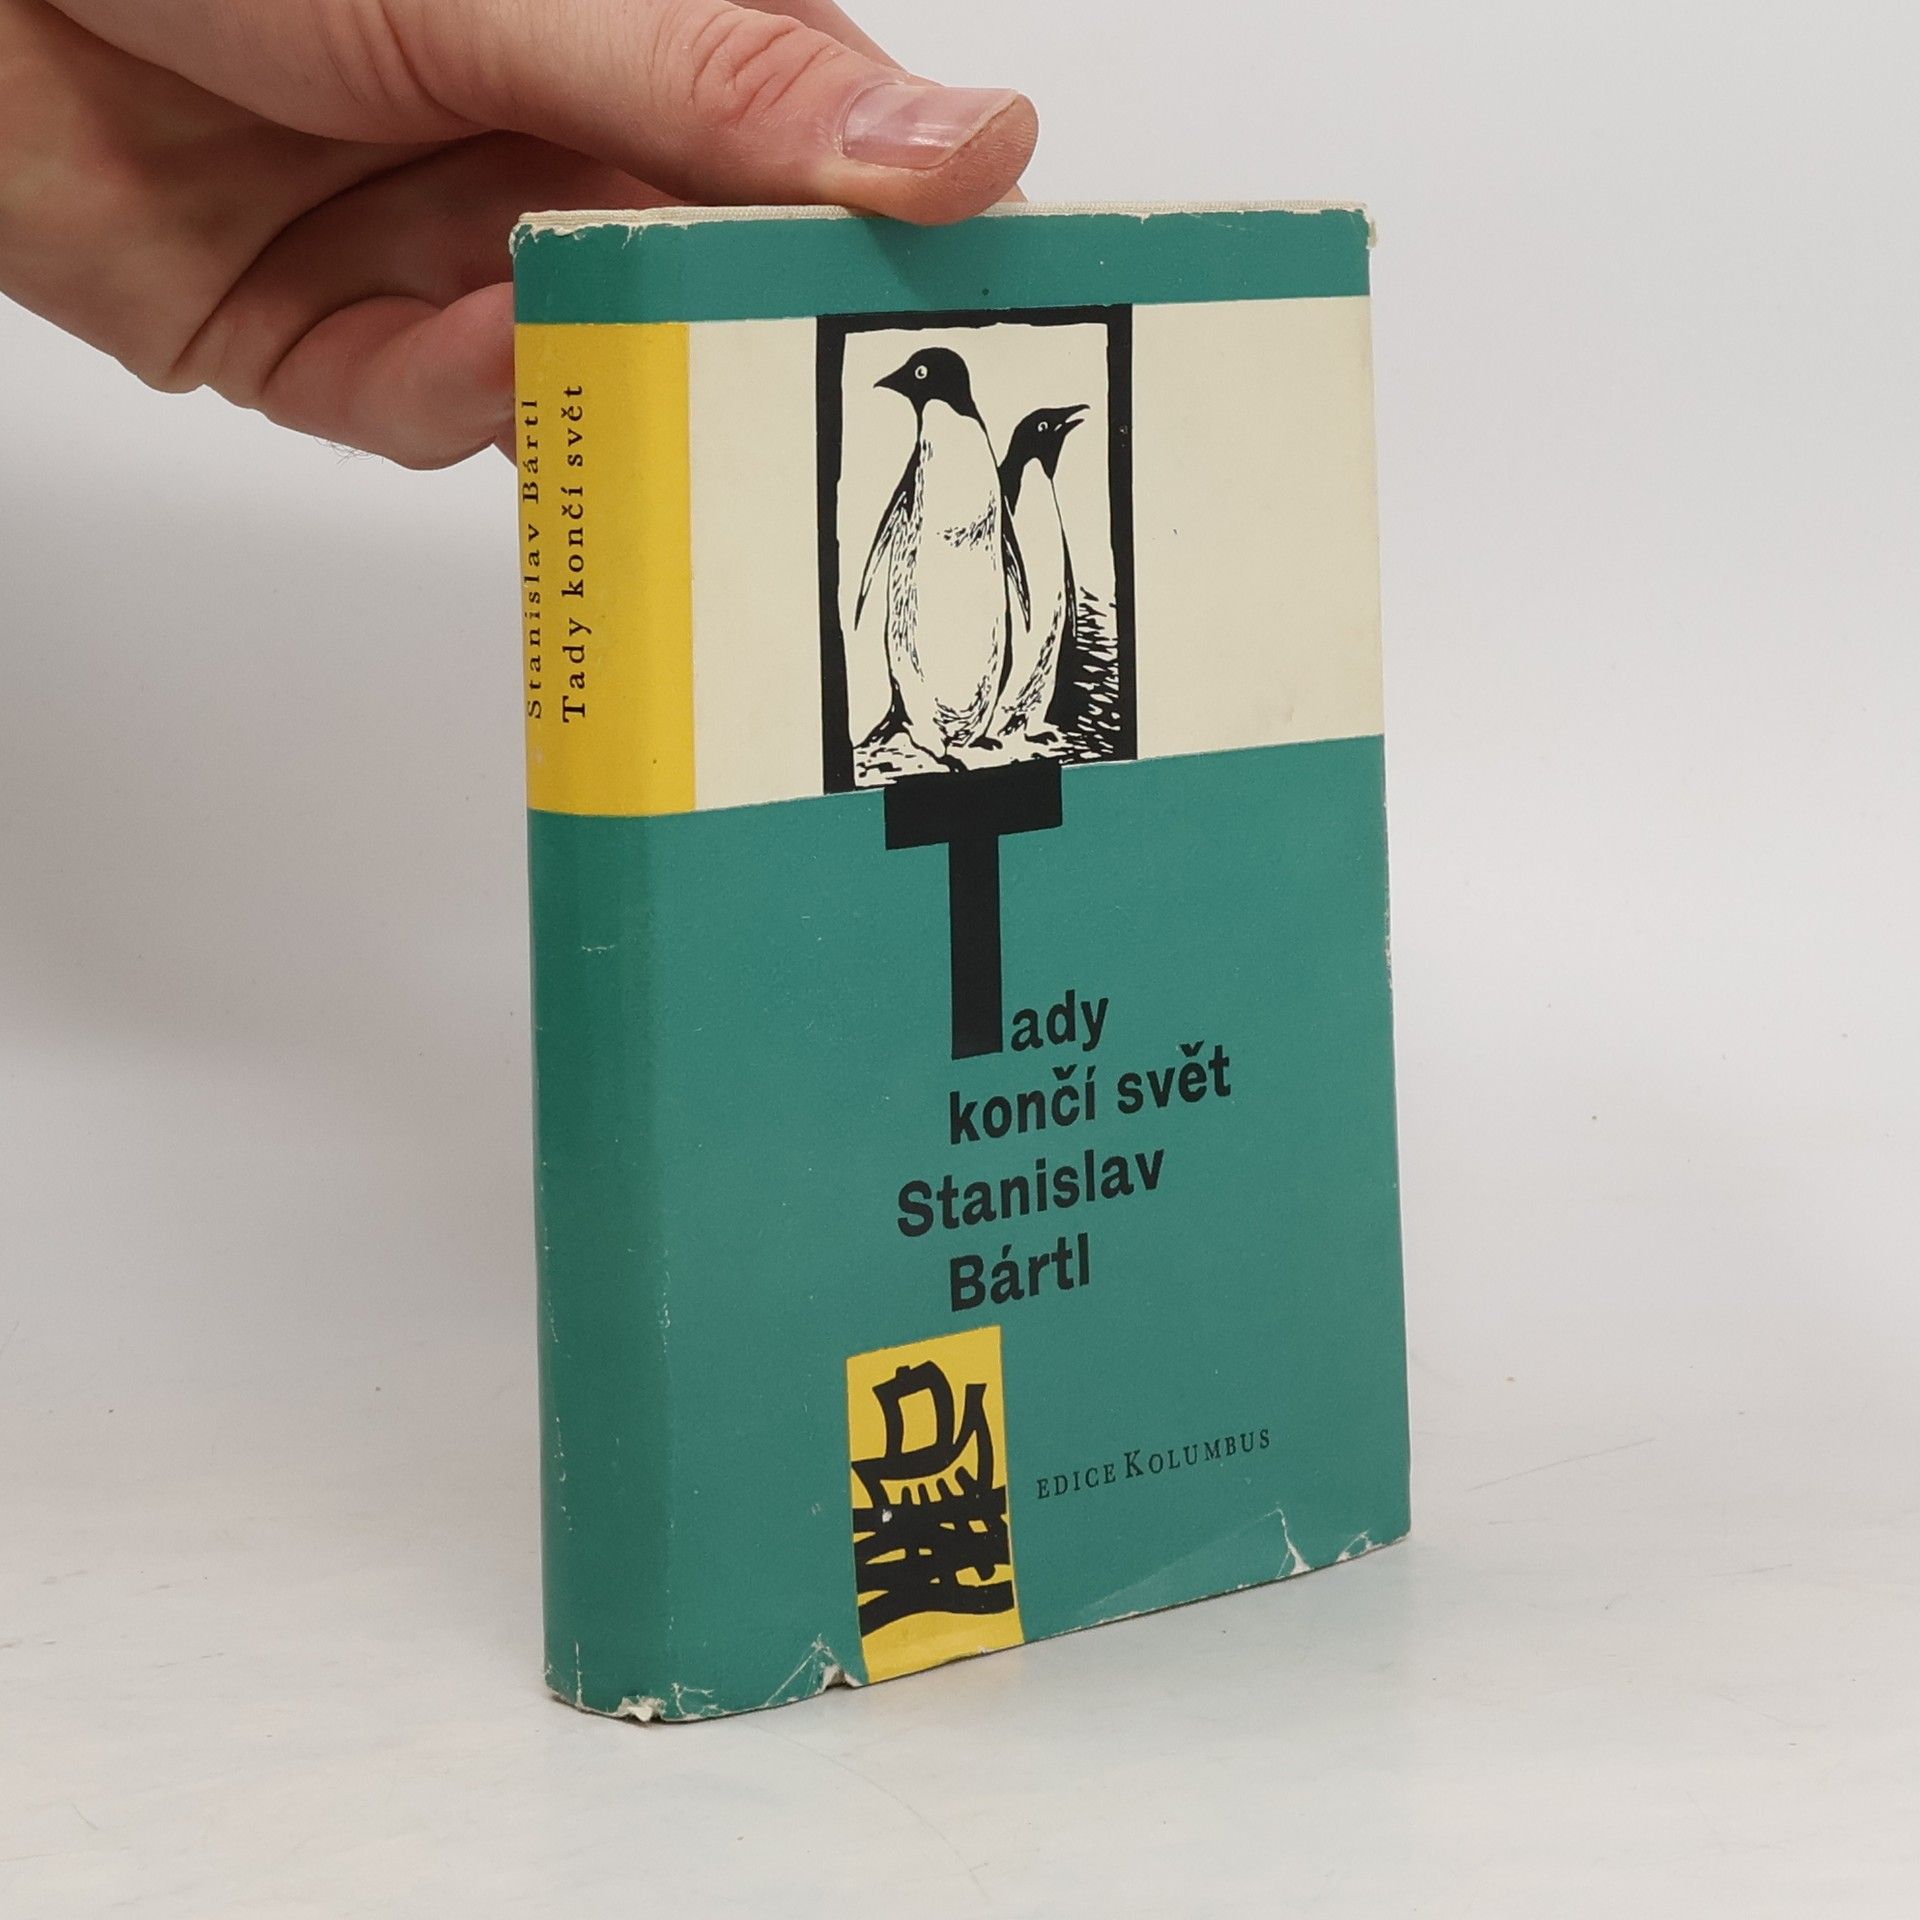 Stanislav Bártl
Tady končí svět
Tady
končí svět
Stanislav
Bártl
EDICE KOLUMBUS